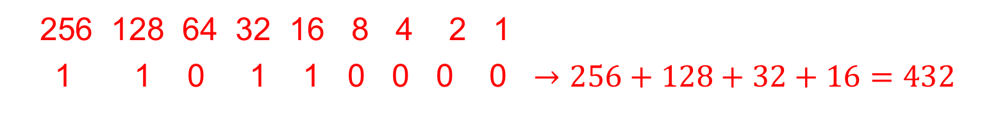 256 128 64 32 16 8 4 2 1
1 1 0 1 1 0 0 0 0 → 256 + 128 + 32 + 16 = 432